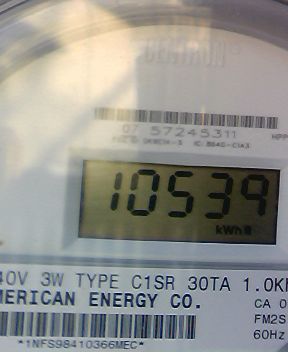 CENTRON
07 57245311
10539
kWh
40V 3W TYPE C1SR 30TA 1.0K
MERICAN ENERGY CO.
CA 0
FM2S
60Hz
*1NFS98410366MEC*